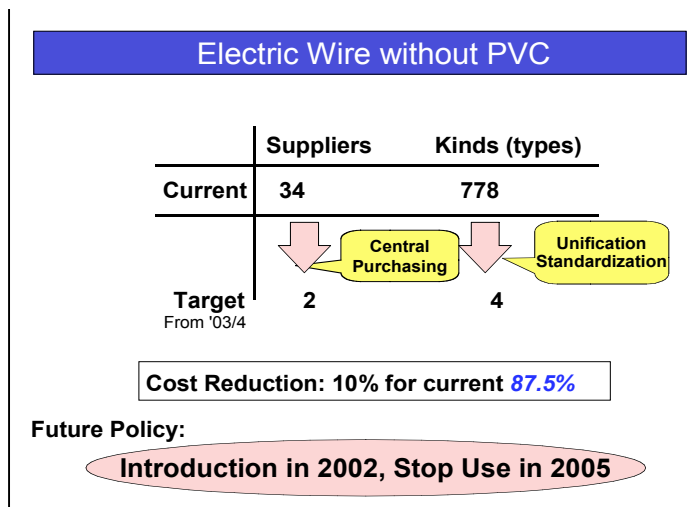 Electric Wire without PVC
Suppliers Kinds (types)
Current 34 778
Central
Purchasing
Unification
Standardization
Target 2 4
From '03/4
Cost Reduction: 10% for current 87.5%
Future Policy:
Introduction in 2002, Stop Use in 2005